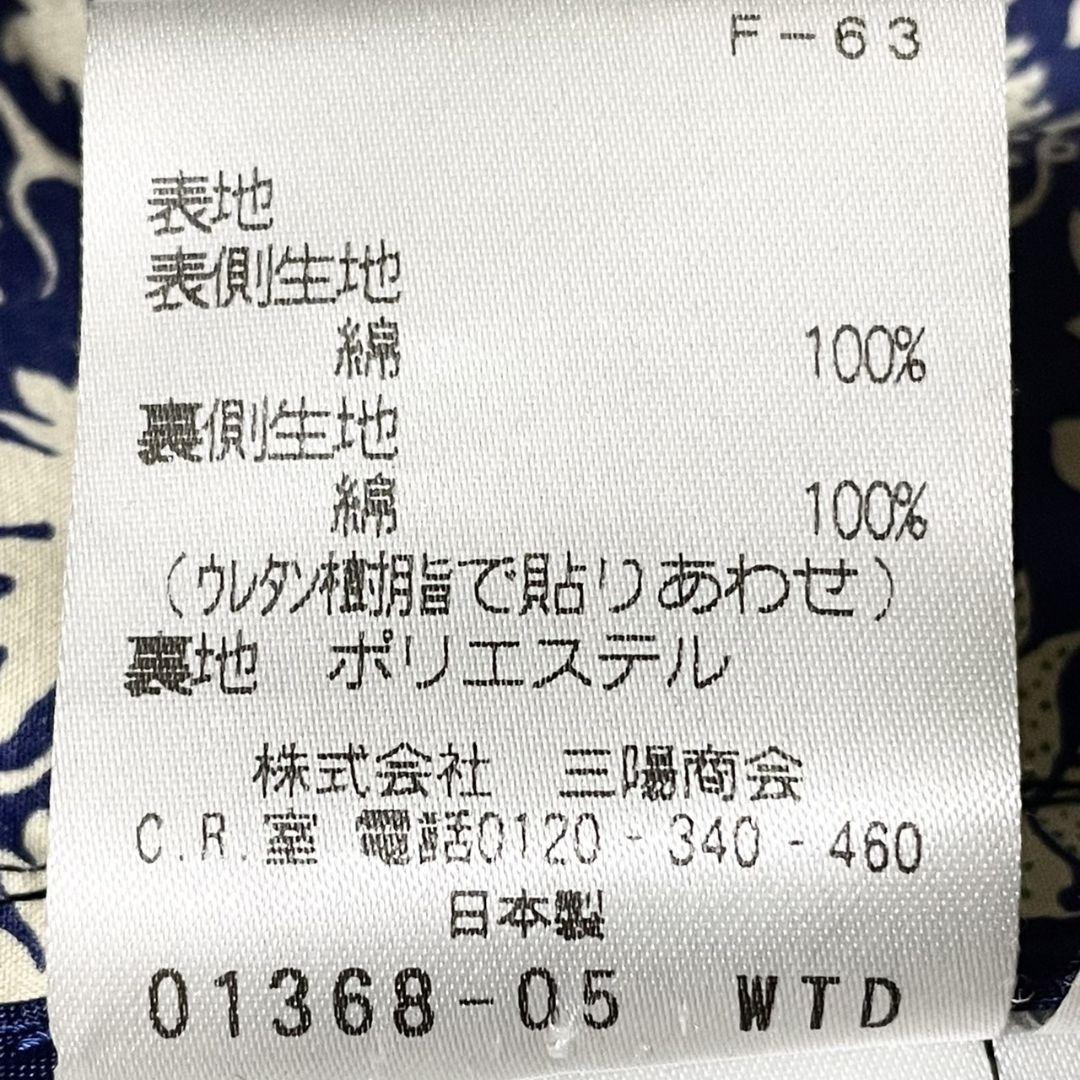 F-63
表地
表側生地
綿 100%
裏側生地
綿 100%
(ウレタン樹脂で貼りあわせ)
裏地 ポリエステル
株式会社 三陽商会
C.R.室 電話0120-340-460
日本製
01368-05 WTD